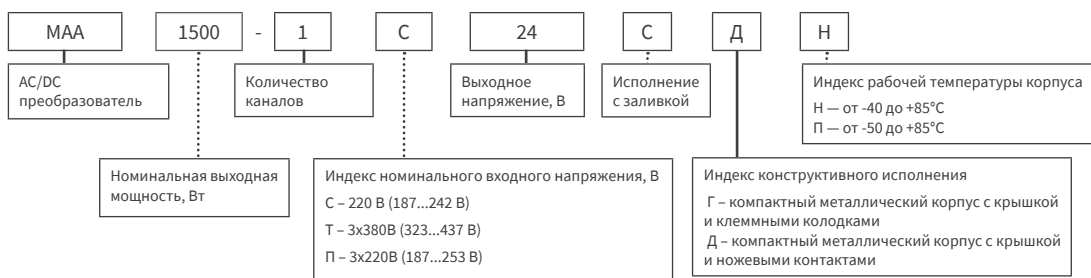 МАА 1500 - 1 С 24 С Д Н
AC/DC
преобразователь
Количество
каналов
Выходное
напряжение, В
Исполнение
с заливкой
Индекс рабочей температуры корпуса
Н — от -40 до +85°С
П — от -50 до +85°С
Номинальная выходная
мощность, Вт
Индекс номинального входного напряжения, В
С – 220 В (187...242 В)
Т – 3х380В (323...437 В)
П – 3х220В (187...253 В)
Индекс конструктивного исполнения
Г – компактный металлический корпус с крышкой
и клеммными колодками
Д – компактный металлический корпус с крышкой
и ножевыми контактами